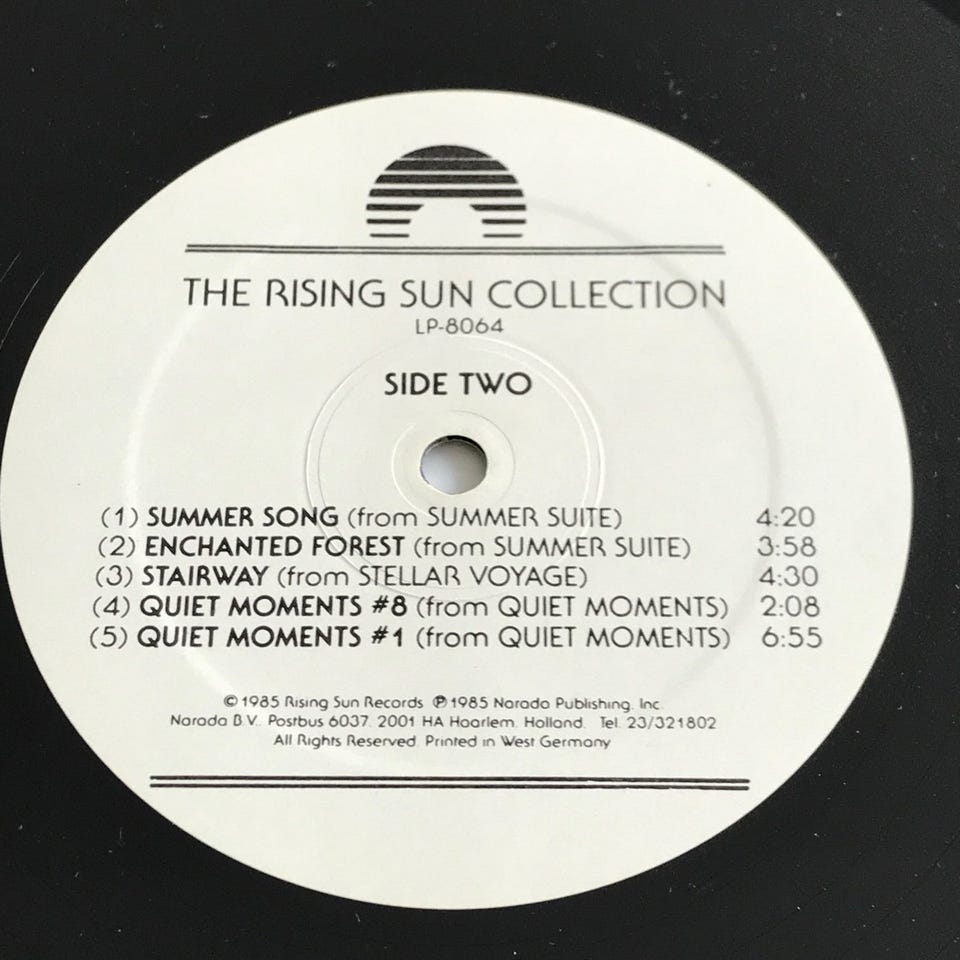 THE RISING SUN COLLECTION
LP-8064
SIDE TWO
(1) SUMMER SONG (from SUMMER SUITE) 4:20
(2) ENCHANTED FOREST (from SUMMER SUITE) 3:58
(3) STAIRWAY (from STELLAR VOYAGE) 4:30
(4) QUIET MOMENTS #8 (from QUIET MOMENTS) 2:08
(5) QUIET MOMENTS #1 (from QUIET MOMENTS) 6:55
© 1985 Rising Sun Records ℗ 1985 Narada Publishing, Inc.
Narada B.V. Postbus 6037, 2001 HA Haarlem, Holland. Tel. 23/321802
All Rights Reserved. Printed in West Germany